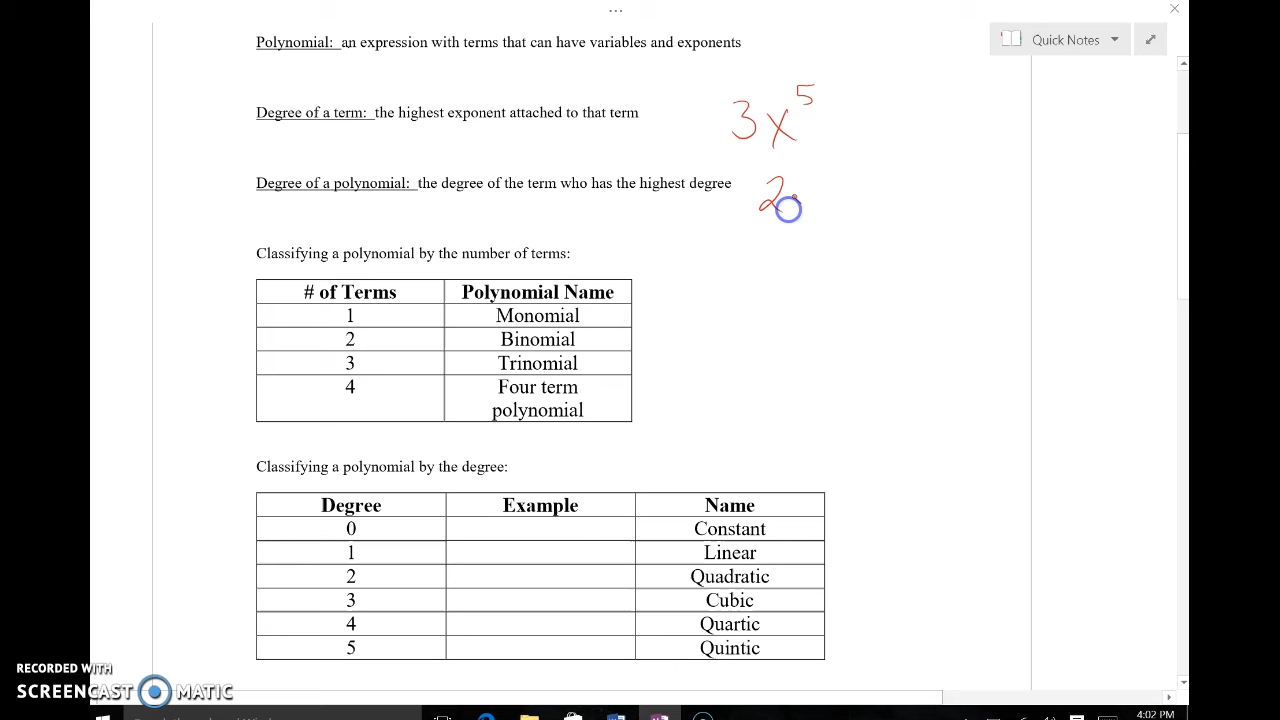 Quick Notes
Polynomial: an expression with terms that can have variables and exponents
Degree of a term: the highest exponent attached to that term
3x⁵
Degree of a polynomial: the degree of the term who has the highest degree
2
Classifying a polynomial by the number of terms:
# of Terms Polynomial Name
1 Monomial
2 Binomial
3 Trinomial
4 Four term
polynomial
Classifying a polynomial by the degree:
Degree Example Name
0 Constant
1 Linear
2 Quadratic
3 Cubic
4 Quartic
5 Quintic
RECORDED WITH
SCREENCAST MATIC
4:02 PM